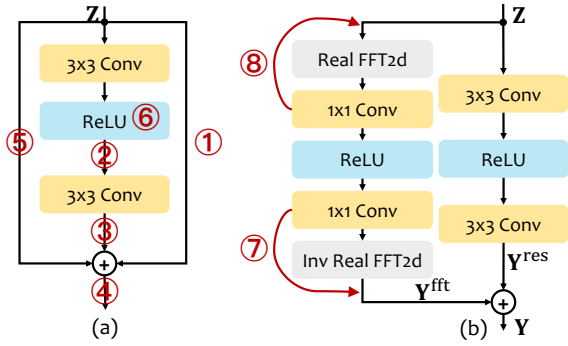 Z
3x3 Conv
ReLU ⑥
⑤
①
②
3x3 Conv
③
+
④
(a)
Z
⑧
Real FFT2d
1x1 Conv
3x3 Conv
ReLU
ReLU
1x1 Conv
3x3 Conv
⑦
Inv Real FFT2d
Y^res
Y^fft
+
(b)
Y